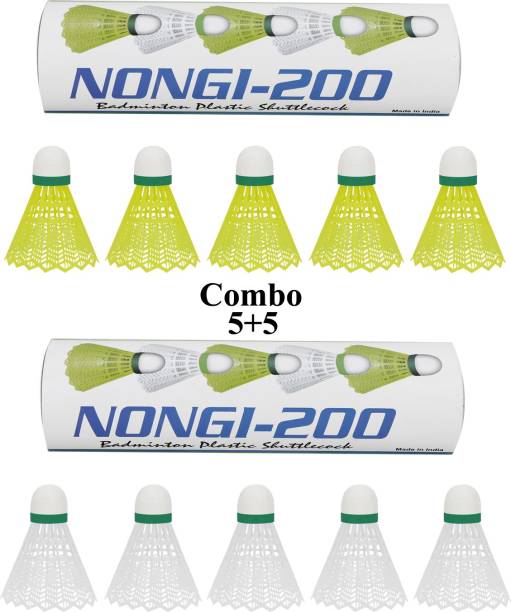 NONGI-200
Badminton Plastic Shuttlecock
Made in India
Combo
5+5
NONGI-200
Badminton Plastic Shuttlecock
Made in India